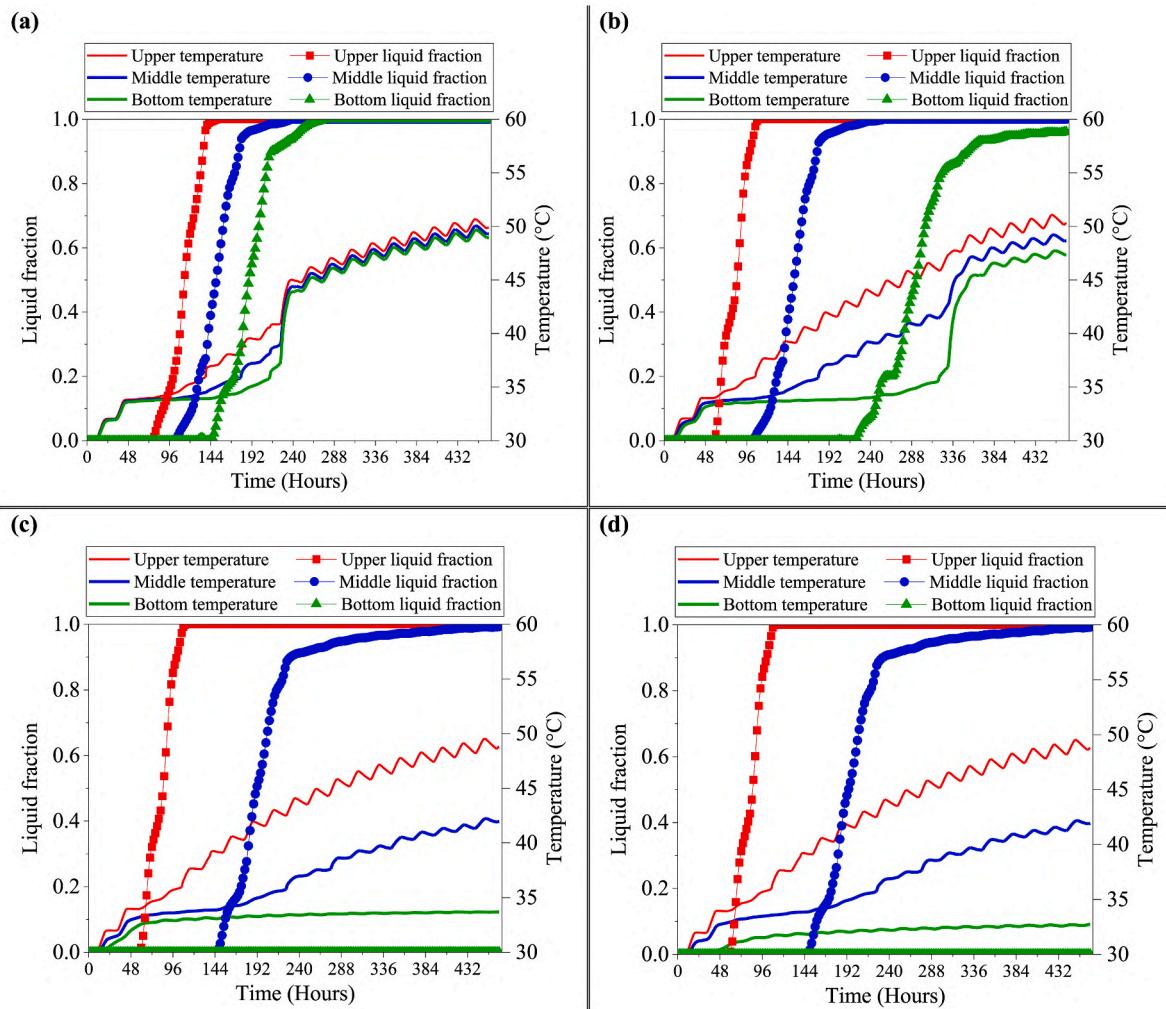 (a)
Upper temperature Upper liquid fraction
Middle temperature Middle liquid fraction
Bottom temperature Bottom liquid fraction
1.0 60
55
0.8
50
0.6
45
0.4
40
0.2 35
0.0 30
0 48 96 144 192 240 288 336 384 432
Liquid fraction
Temperature (°C)
Time (Hours)
(b)
Upper temperature Upper liquid fraction
Middle temperature Middle liquid fraction
Bottom temperature Bottom liquid fraction
1.0 60
55
0.8
50
0.6
45
0.4
40
0.2 35
0.0 30
0 48 96 144 192 240 288 336 384 432
Liquid fraction
Temperature (°C)
Time (Hours)
(c)
Upper temperature Upper liquid fraction
Middle temperature Middle liquid fraction
Bottom temperature Bottom liquid fraction
1.0 60
55
0.8
50
0.6
45
0.4
40
0.2 35
0.0 30
0 48 96 144 192 240 288 336 384 432
Liquid fraction
Temperature (°C)
Time (Hours)
(d)
Upper temperature Upper liquid fraction
Middle temperature Middle liquid fraction
Bottom temperature Bottom liquid fraction
1.0 60
55
0.8
50
0.6
45
0.4
40
0.2 35
0.0 30
0 48 96 144 192 240 288 336 384 432
Liquid fraction
Temperature (°C)
Time (Hours)